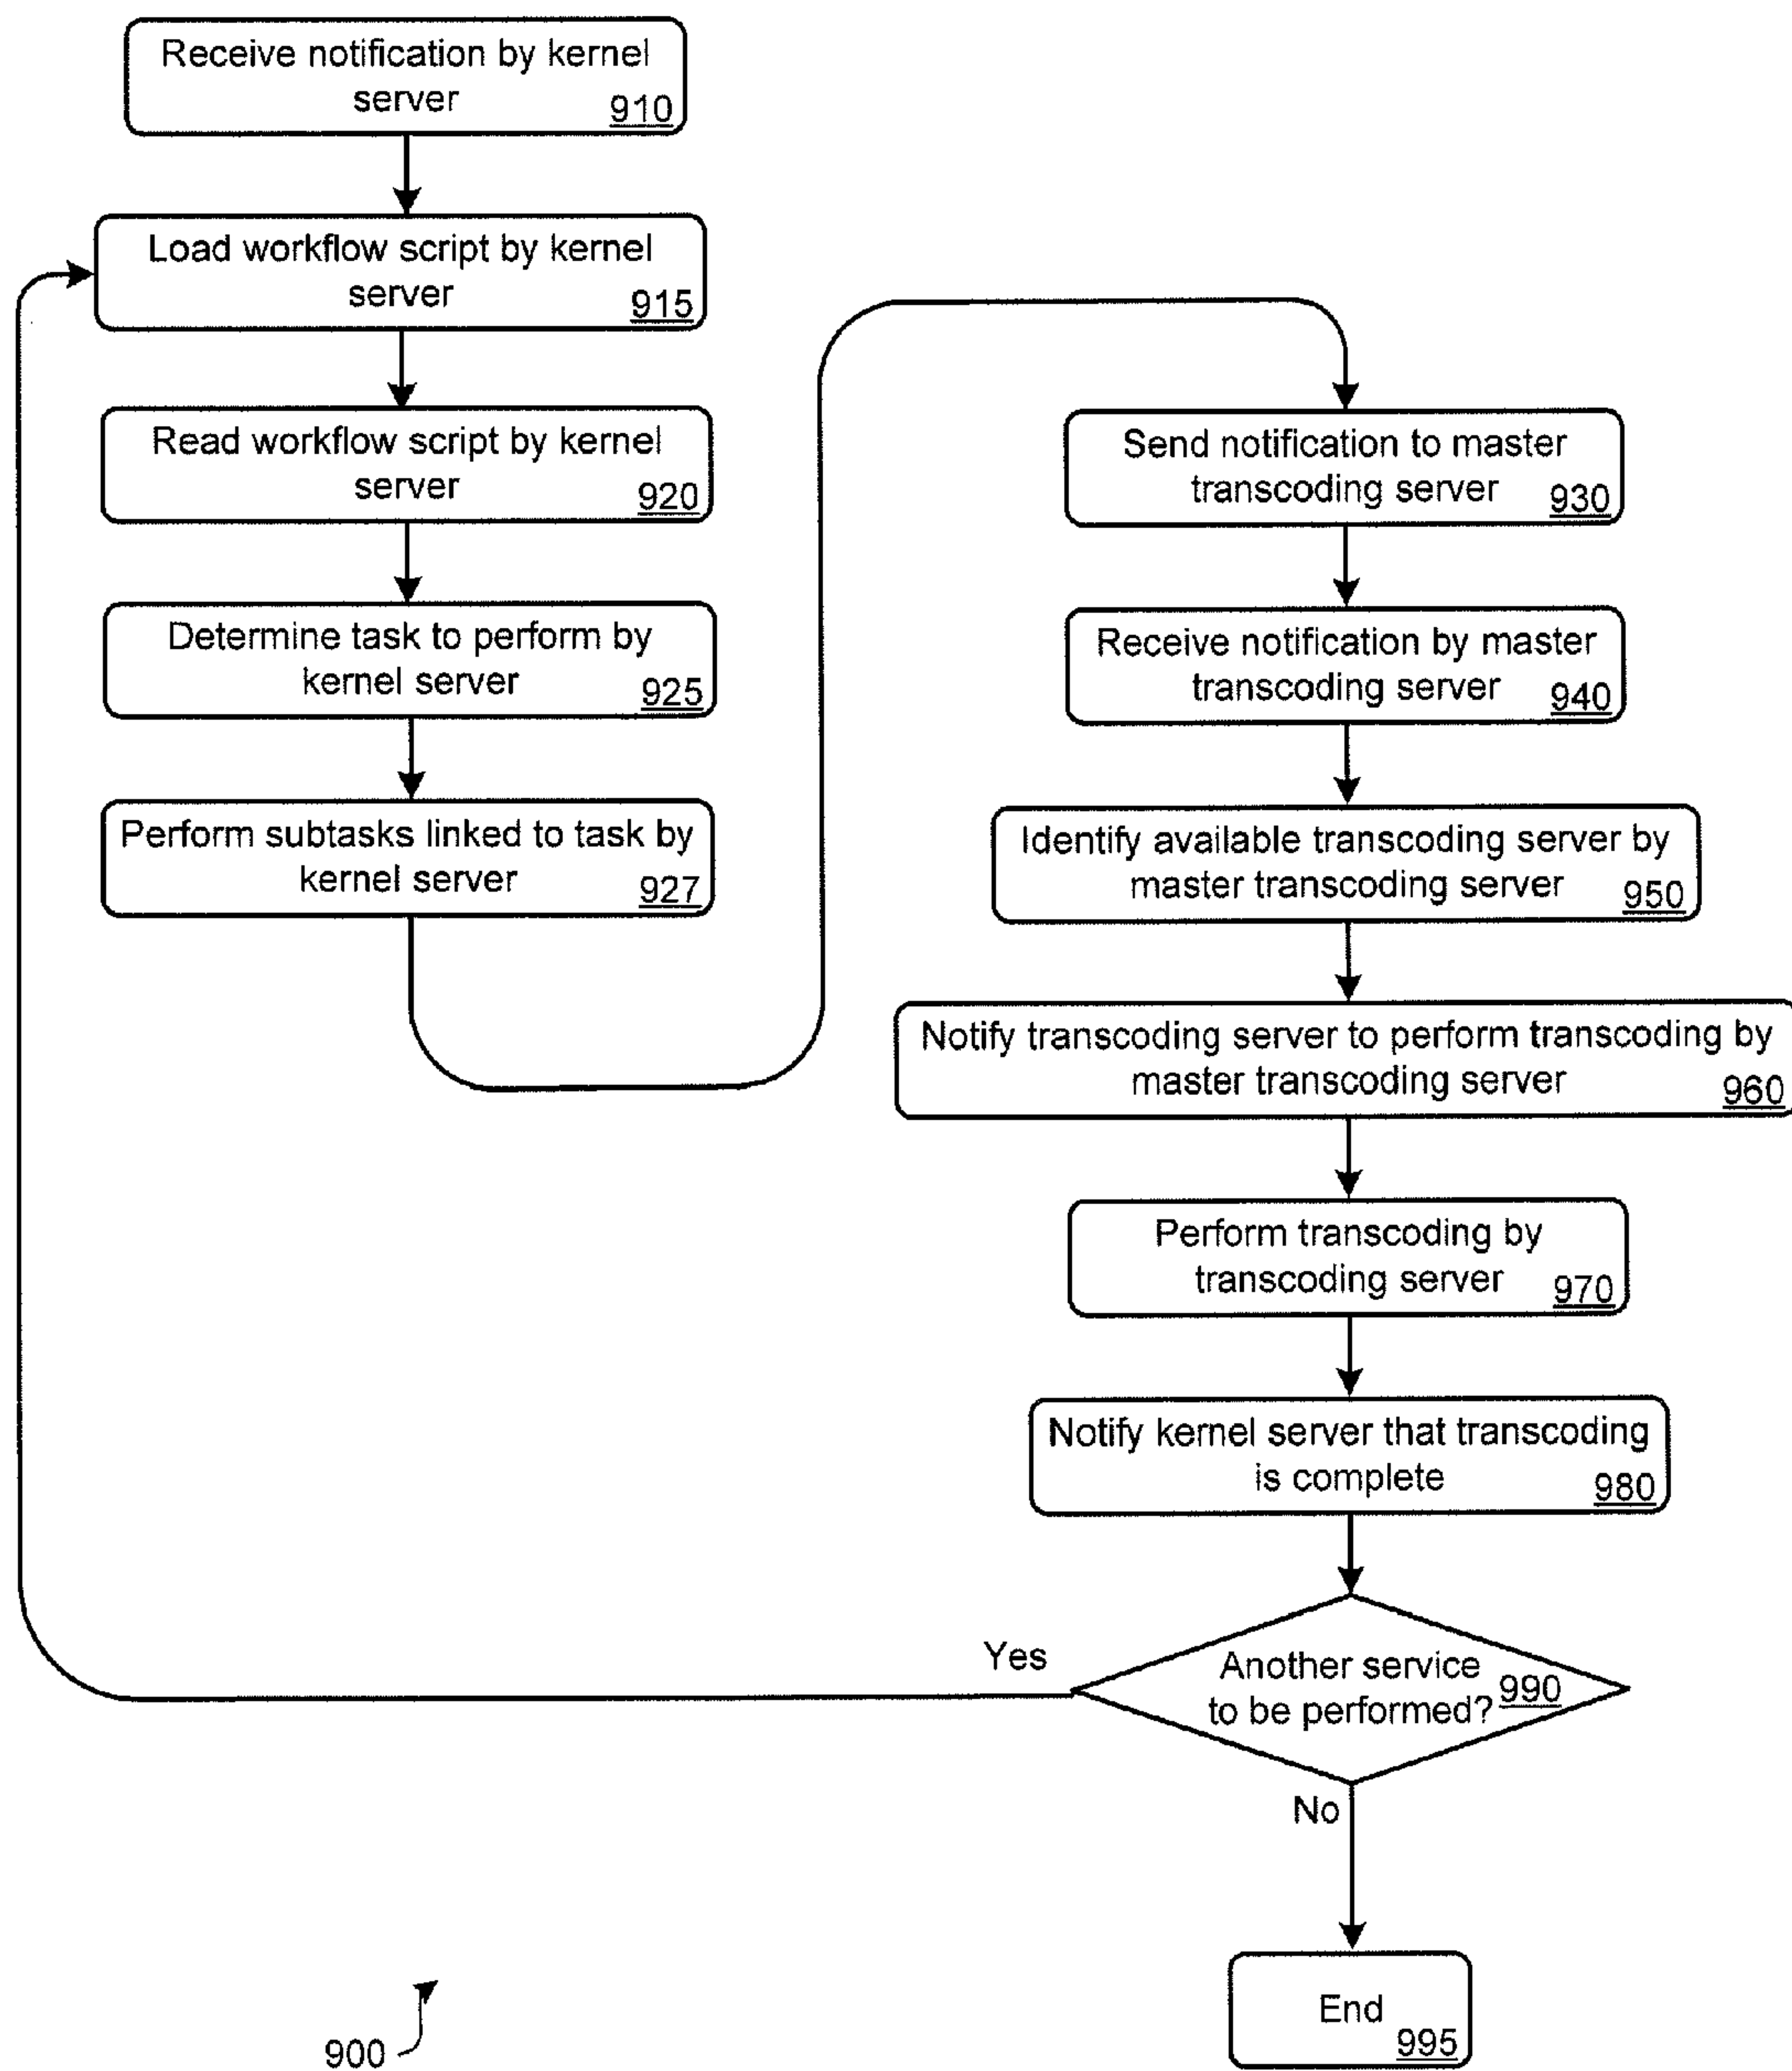 Receive notification by kernel
server
910
Load workflow script by kernel
server
915
Read workflow script by kernel
server
920
Determine task to perform by
kernel server
925
Perform subtasks linked to task by
kernel server
927
Send notification to master
transcoding server
930
Receive notification by master
transcoding server
940
Identify available transcoding server by
master transcoding server
950
Notify transcoding server to perform transcoding by
master transcoding server
960
Perform transcoding by
transcoding server
970
Notify kernel server that transcoding
is complete
980
Yes
Another service
to be performed?
990
No
End
995
900